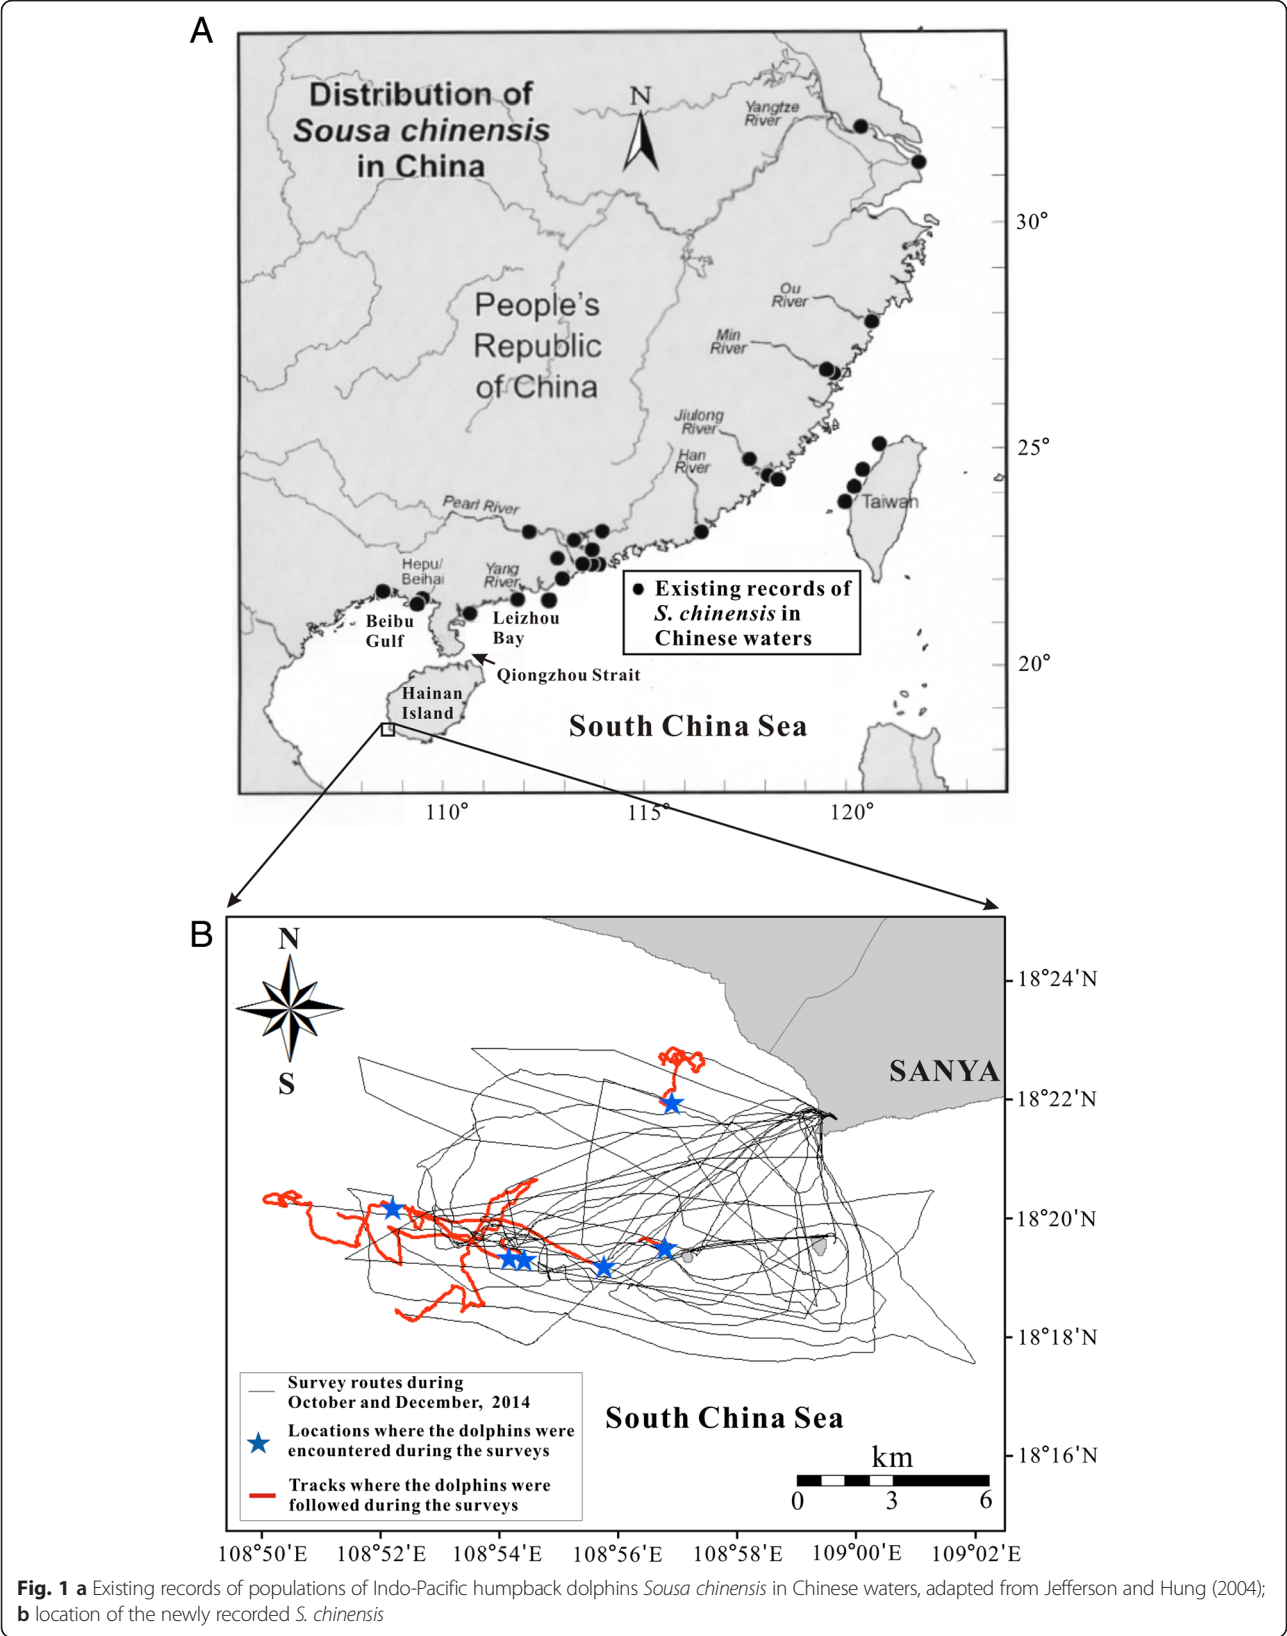 A
Distribution of
Sousa chinensis
in China
N
Yangtze
River
30°
People's
Republic
of China
Ou
River
Min
River
Jiulong
River
25°
Han
River
Taiwan
Pearl River
Hepu/
Beihai
Yang
River
Existing records of
S. chinensis in
Chinese waters
Beibu
Gulf
Leizhou
Bay
20°
Qiongzhou Strait
Hainan
Island
South China Sea
110°
115°
120°
B
N
S
18°24'N
SANYA
18°22'N
18°20'N
18°18'N
Survey routes during
October and December, 2014
Locations where the dolphins were
encountered during the surveys
Tracks where the dolphins were
followed during the surveys
South China Sea
18°16'N
km
0 3 6
108°50'E 108°52'E 108°54'E 108°56'E 108°58'E 109°00'E 109°02'E
Fig. 1 a Existing records of populations of Indo-Pacific humpback dolphins Sousa chinensis in Chinese waters, adapted from Jefferson and Hung (2004);
b location of the newly recorded S. chinensis